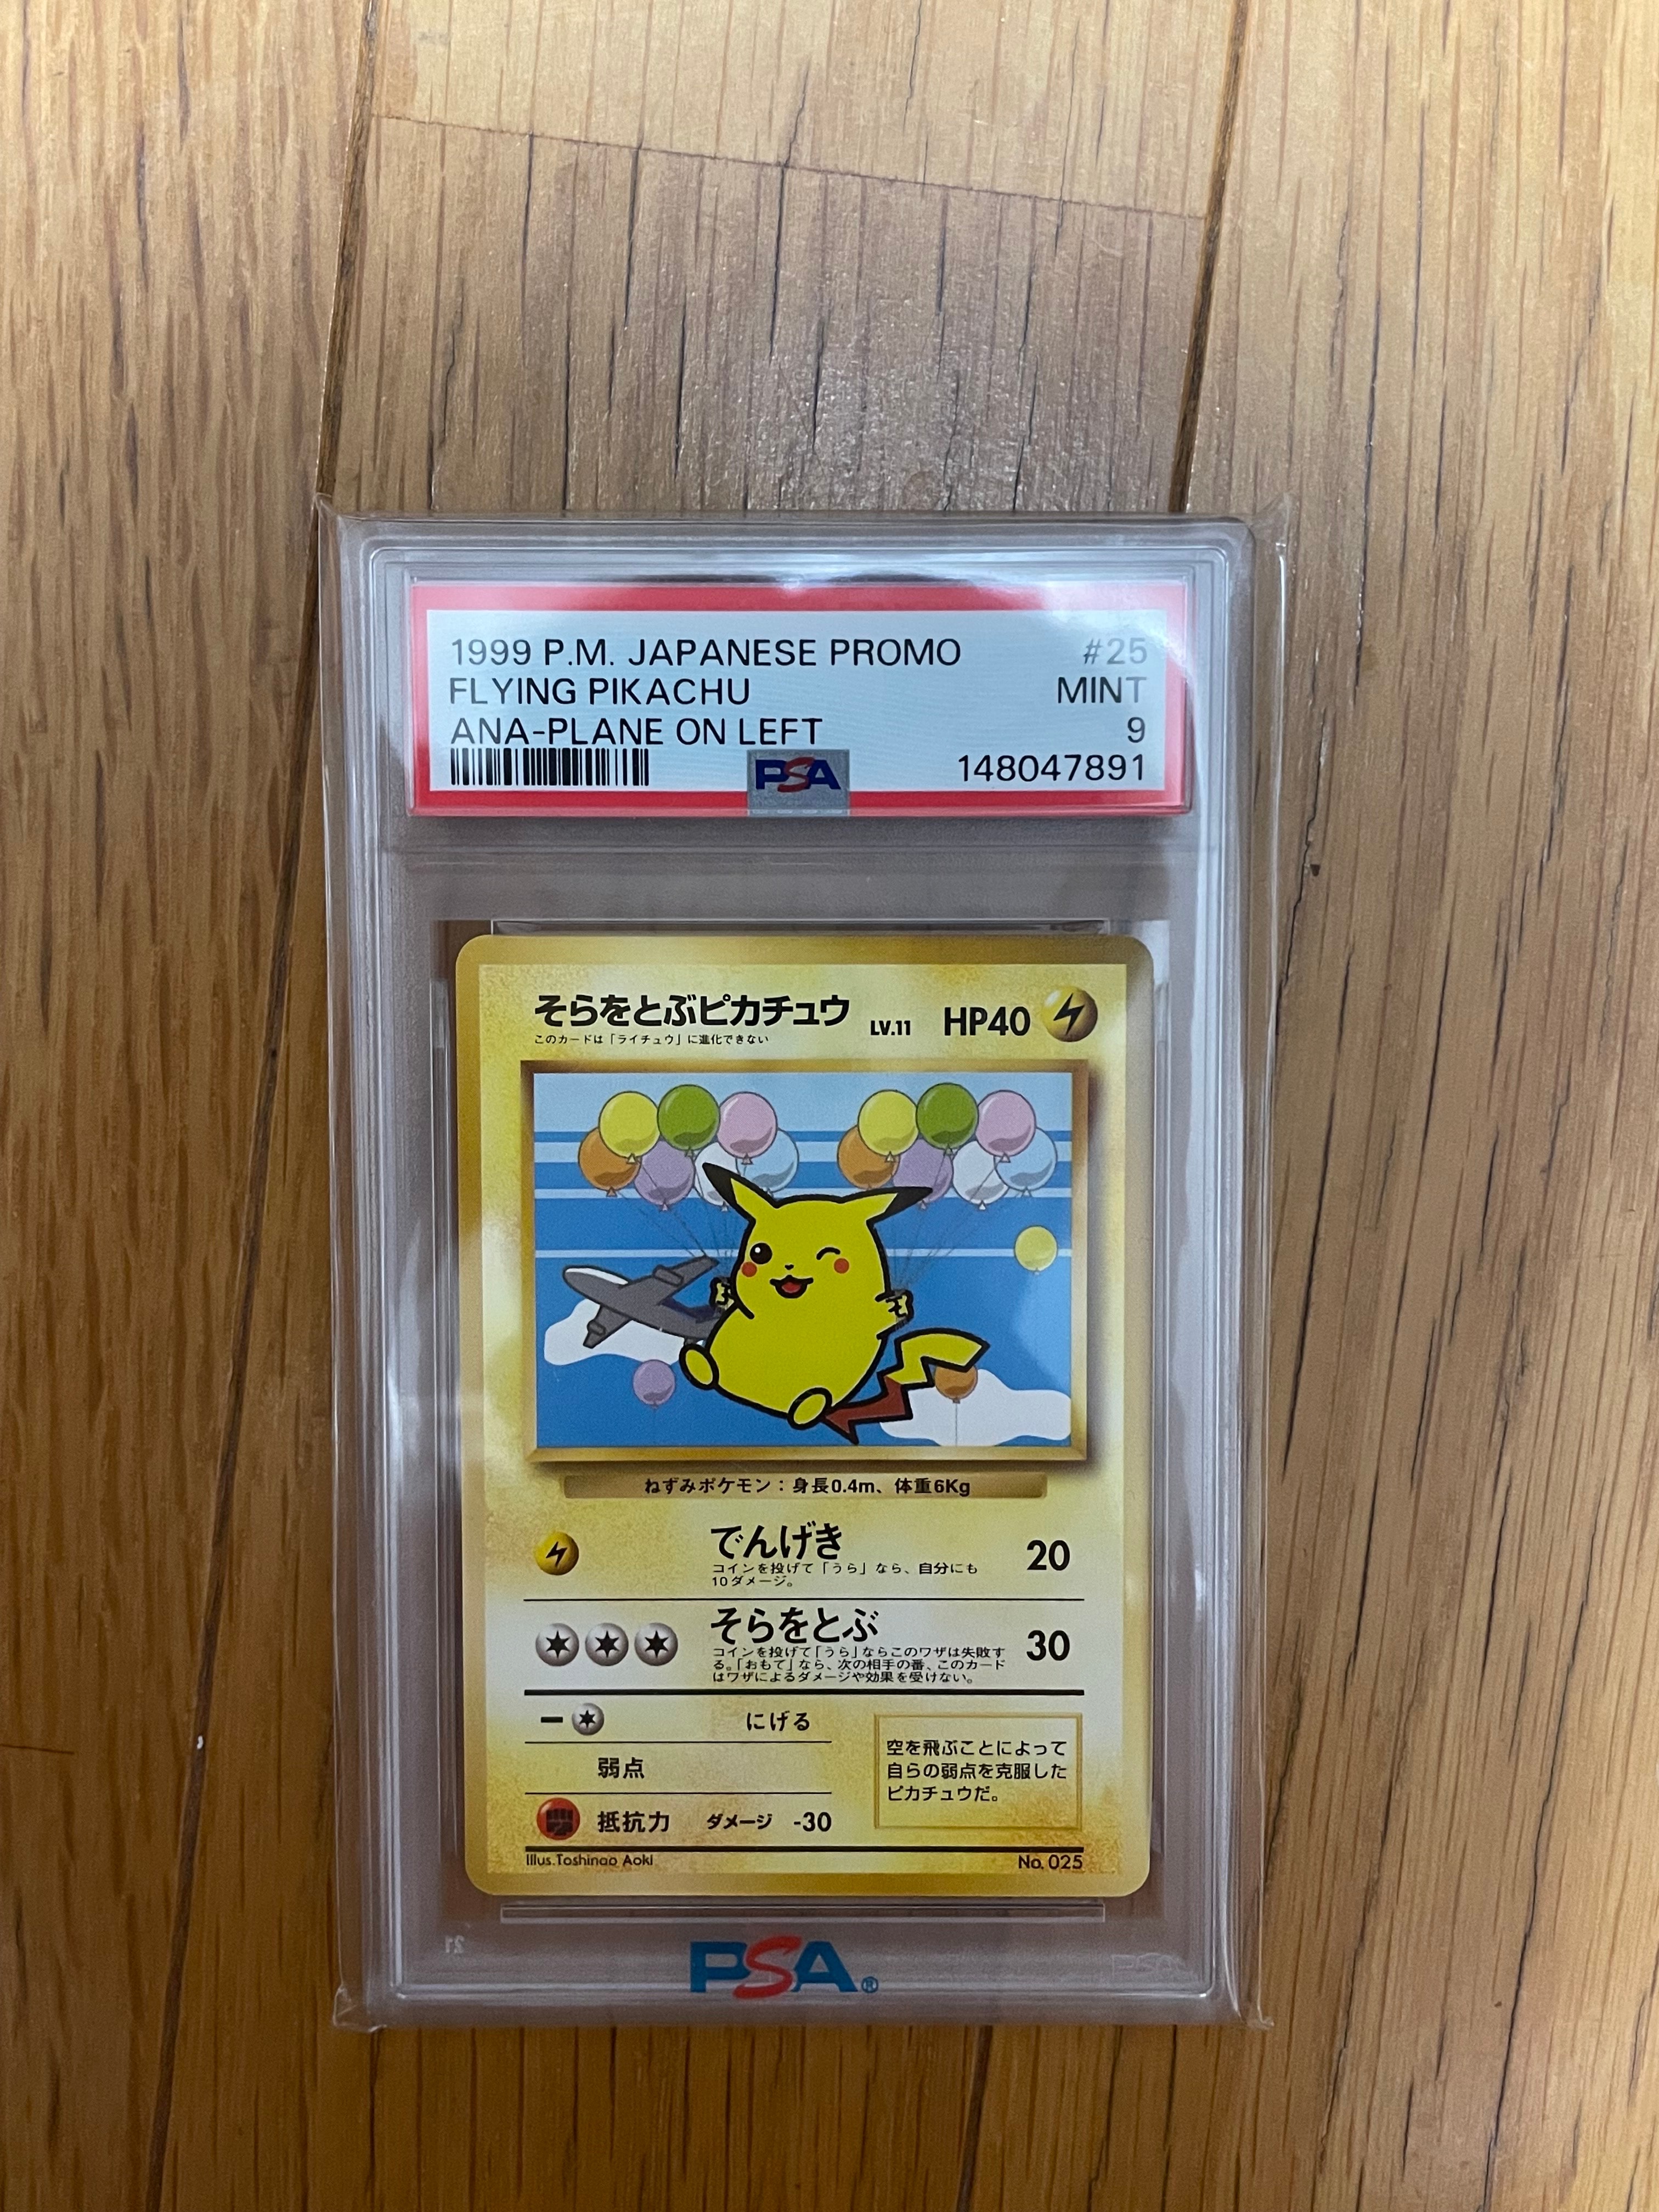 1999 P.M. JAPANESE PROMO #25
FLYING PIKACHU MINT
ANA-PLANE ON LEFT 9
PSA 148047891
そらをとぶピカチュウ LV.11 HP40
このカードは「ライチュウ」に進化できない
ねずみポケモン：身長0.4m、体重6Kg
でんげき 20
コインを投げて「うら」なら、自分にも
10ダメージ。
そらをとぶ 30
コインを投げて「うら」ならこのワザは失敗す
る。「おもて」なら、次の相手の番、このカード
はワザによるダメージや効果を受けない。
にげる
弱点
抵抗力 ダメージ -30
空を飛ぶことによって
自らの弱点を克服した
ピカチュウだ。
Illus.Toshinao Aoki No. 025
21
PSA®
PSA